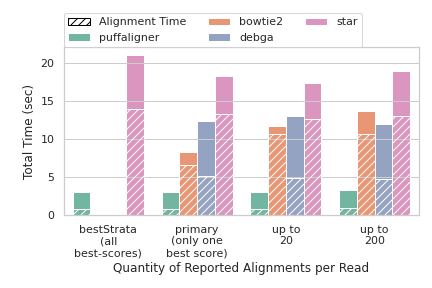 Alignment Time
puffaligner
bowtie2
debga
star
Total Time (sec)
20
15
10
5
0
bestStrata
(all
best-scores)
primary
(only one
best score)
up to
20
up to
200
Quantity of Reported Alignments per Read